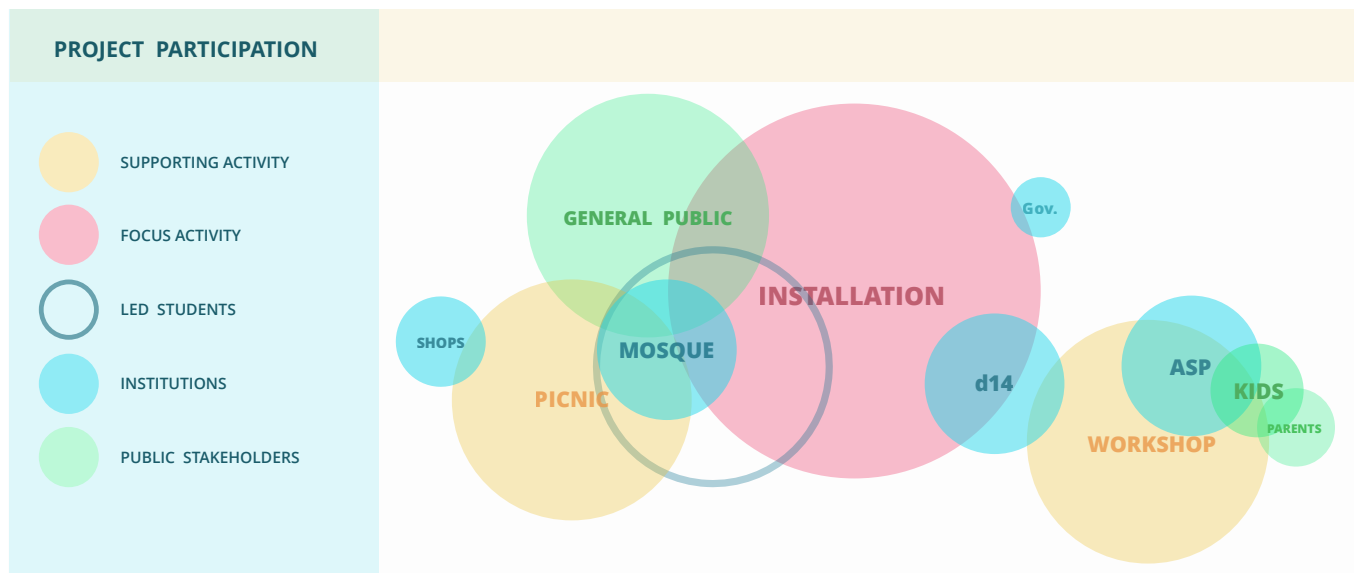 PROJECT PARTICIPATION
SUPPORTING ACTIVITY
FOCUS ACTIVITY
LED STUDENTS
INSTITUTIONS
PUBLIC STAKEHOLDERS
GENERAL PUBLIC
Gov.
INSTALLATION
SHOPS
MOSQUE
PICNIC
d14
ASP
KIDS
PARENTS
WORKSHOP